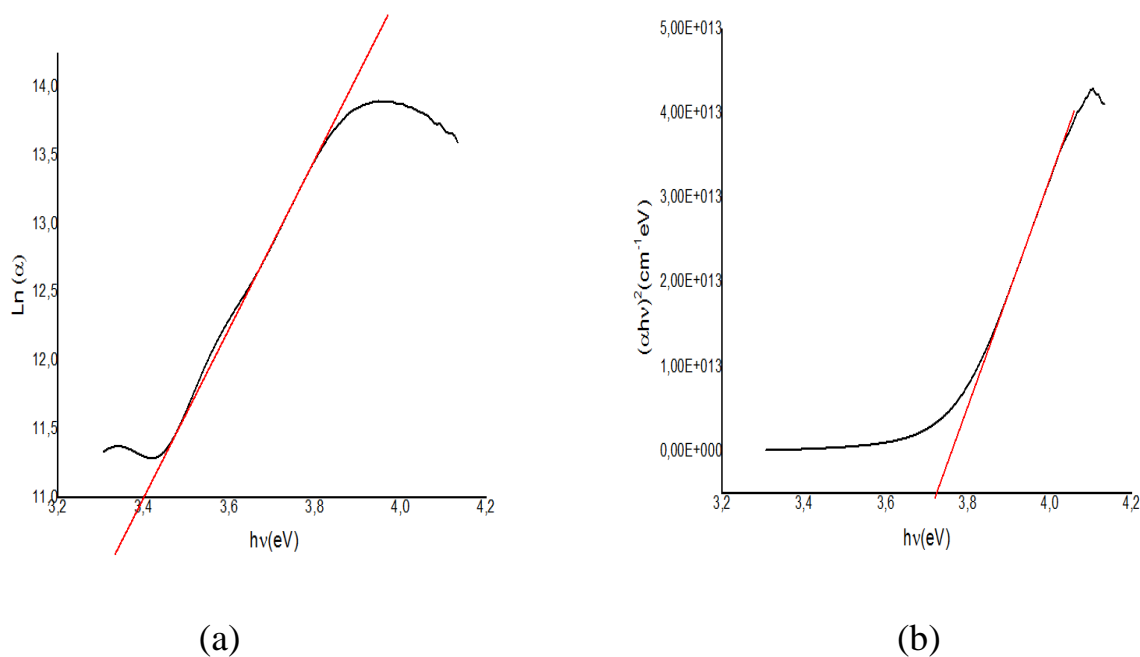 14,0
13,5
13,0
12,5
12,0
11,5
11,0
Ln (α)
3,2
3,4
3,6
3,8
4,0
4,2
hν(eV)
(a)
5,00E+013
4,00E+013
3,00E+013
2,00E+013
1,00E+013
0,00E+000
(αhν)²(cm⁻¹eV)
3,2
3,4
3,6
3,8
4,0
4,2
hν(eV)
(b)